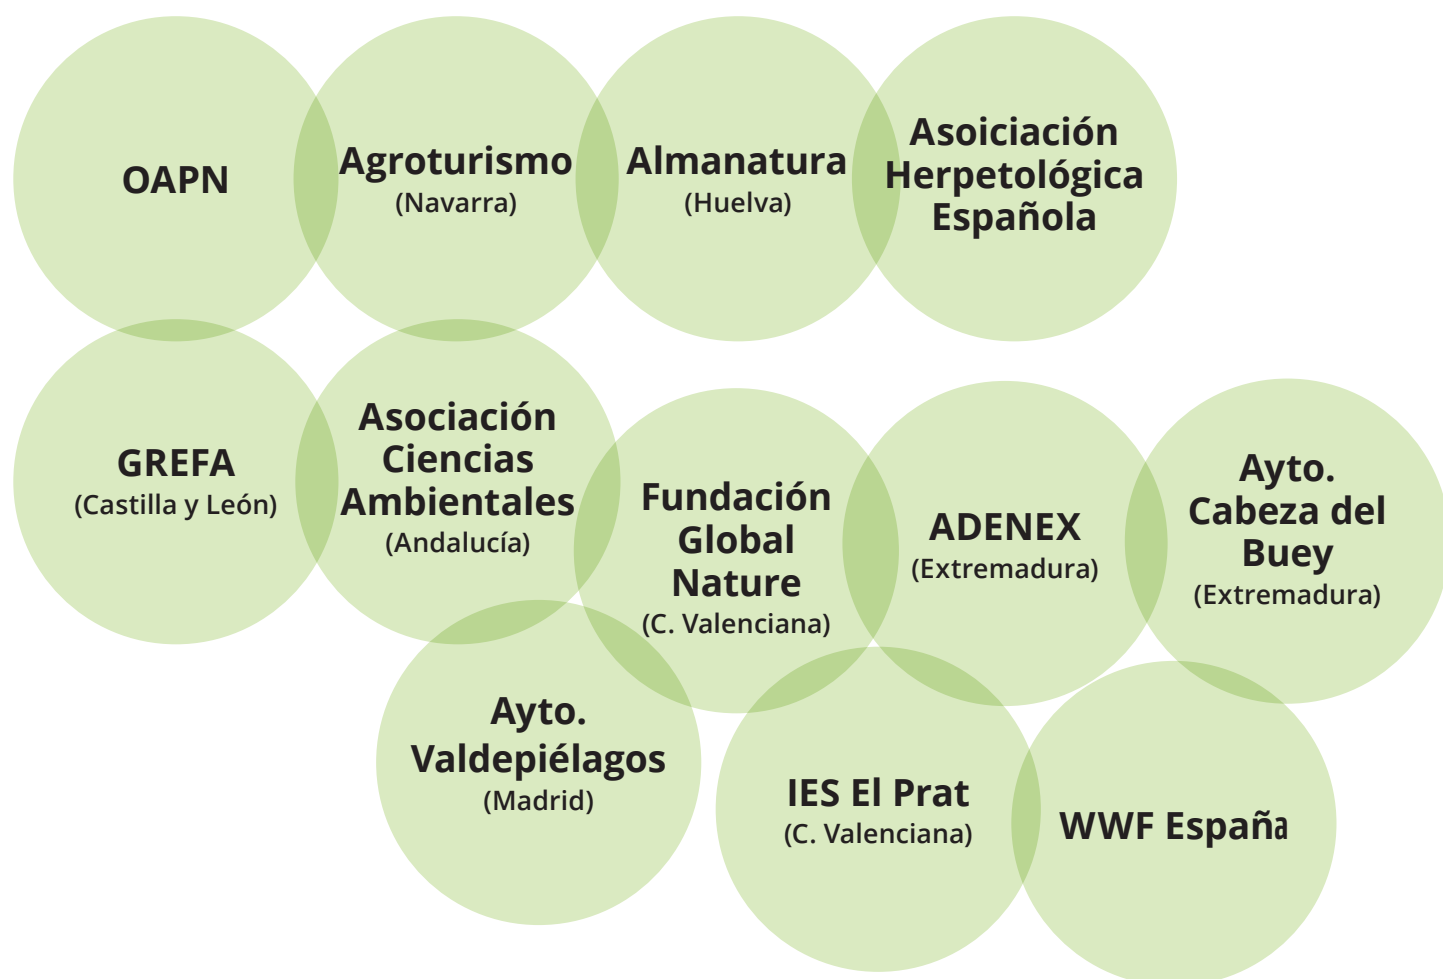 OAPN
Agroturismo
(Navarra)
Almanatura
(Huelva)
Asoiciación
Herpetológica
Española
GREFA
(Castilla y León)
Asociación
Ciencias
Ambientales
(Andalucía)
Fundación
Global
Nature
(C. Valenciana)
ADENEX
(Extremadura)
Ayto.
Cabeza del
Buey
(Extremadura)
Ayto.
Valdepiélagos
(Madrid)
IES El Prat
(C. Valenciana)
WWF España